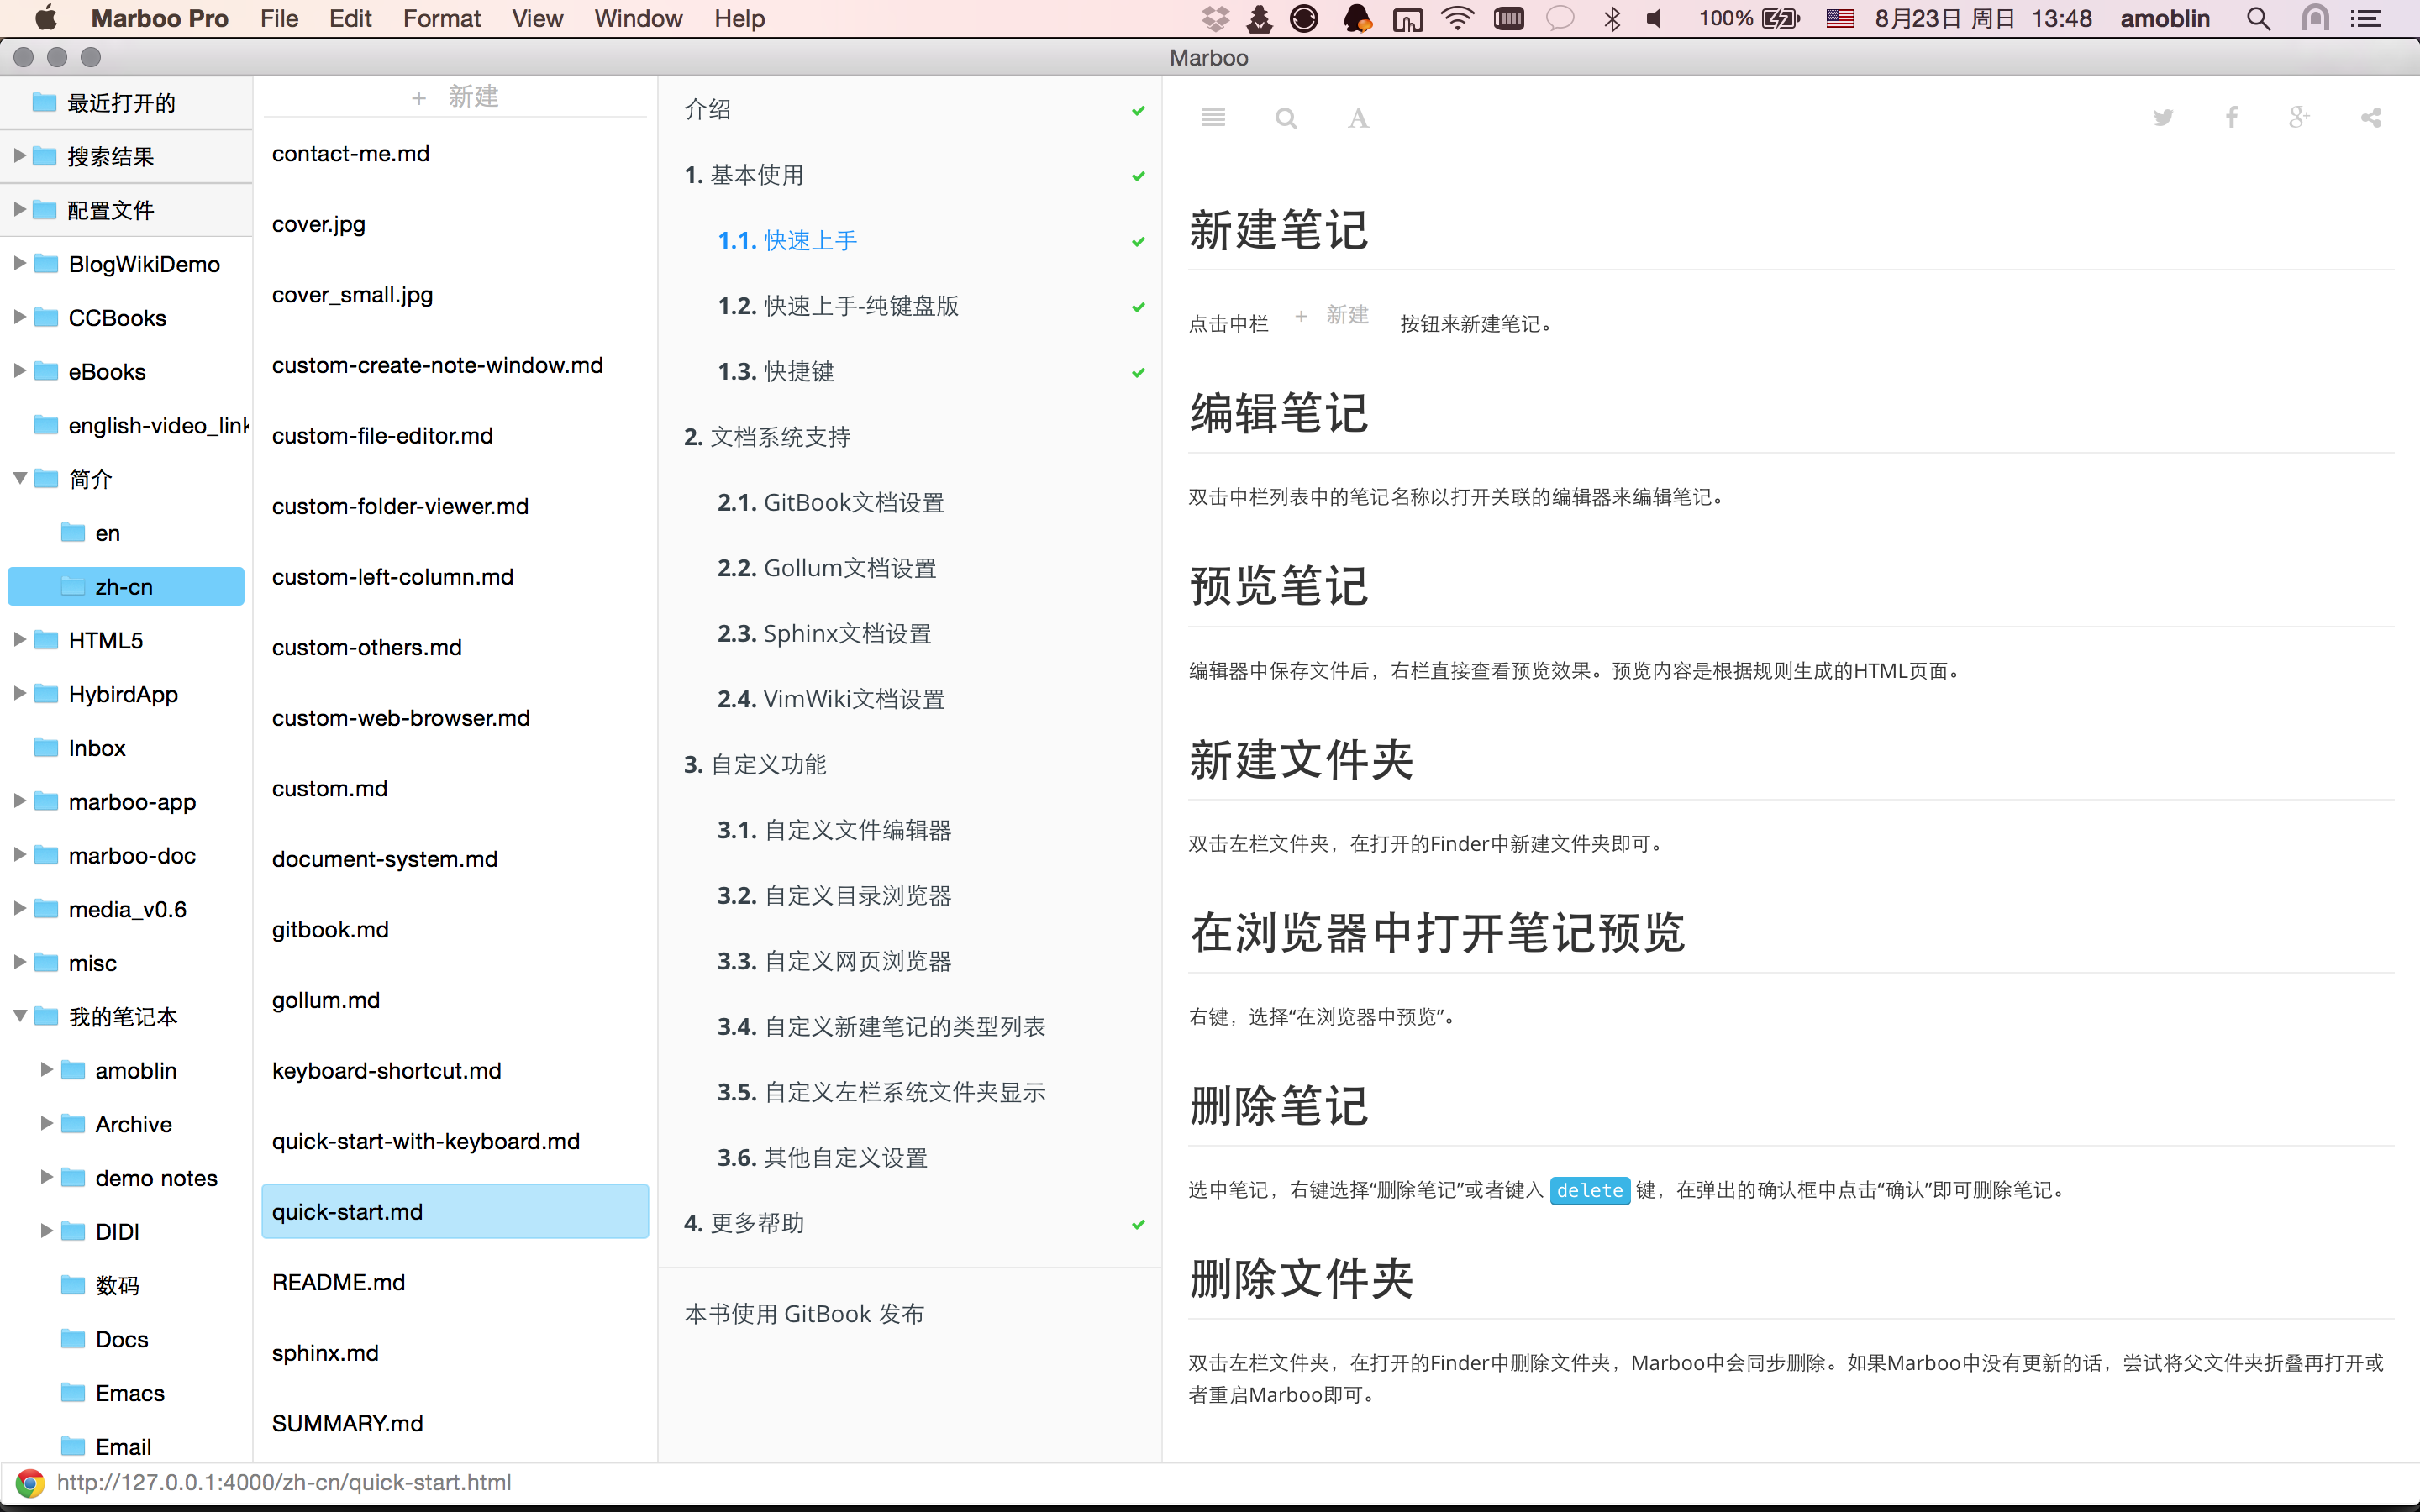 Marboo Pro File Edit Format View Window Help 100% 8月23日 周日 13:48 amoblin
Marboo
最近打开的
搜索结果
配置文件
BlogWikiDemo
CCBooks
eBooks
english-video_link
简介
en
zh-cn
HTML5
HybirdApp
Inbox
marboo-app
marboo-doc
media_v0.6
misc
我的笔记本
amoblin
Archive
demo notes
DIDI
数码
Docs
Emacs
Email
+ 新建
contact-me.md
cover.jpg
cover_small.jpg
custom-create-note-window.md
custom-file-editor.md
custom-folder-viewer.md
custom-left-column.md
custom-others.md
custom-web-browser.md
custom.md
document-system.md
gitbook.md
gollum.md
keyboard-shortcut.md
quick-start-with-keyboard.md
quick-start.md
README.md
sphinx.md
SUMMARY.md
介绍
1. 基本使用
1.1. 快速上手
1.2. 快速上手-纯键盘版
1.3. 快捷键
2. 文档系统支持
2.1. GitBook文档设置
2.2. Gollum文档设置
2.3. Sphinx文档设置
2.4. VimWiki文档设置
3. 自定义功能
3.1. 自定义文件编辑器
3.2. 自定义目录浏览器
3.3. 自定义网页浏览器
3.4. 自定义新建笔记的类型列表
3.5. 自定义左栏系统文件夹显示
3.6. 其他自定义设置
4. 更多帮助
本书使用 GitBook 发布
A
新建笔记
点击中栏 + 新建 按钮来新建笔记。
编辑笔记
双击中栏列表中的笔记名称以打开关联的编辑器来编辑笔记。
预览笔记
编辑器中保存文件后，右栏直接查看预览效果。预览内容是根据规则生成的HTML页面。
新建文件夹
双击左栏文件夹，在打开的Finder中新建文件夹即可。
在浏览器中打开笔记预览
右键，选择“在浏览器中预览”。
删除笔记
选中笔记，右键选择“删除笔记”或者键入 delete 键，在弹出的确认框中点击“确认”即可删除笔记。
删除文件夹
双击左栏文件夹，在打开的Finder中删除文件夹，Marboo中会同步删除。如果Marboo中没有更新的话，尝试将父文件夹折叠再打开或
者重启Marboo即可。
http://127.0.0.1:4000/zh-cn/quick-start.html